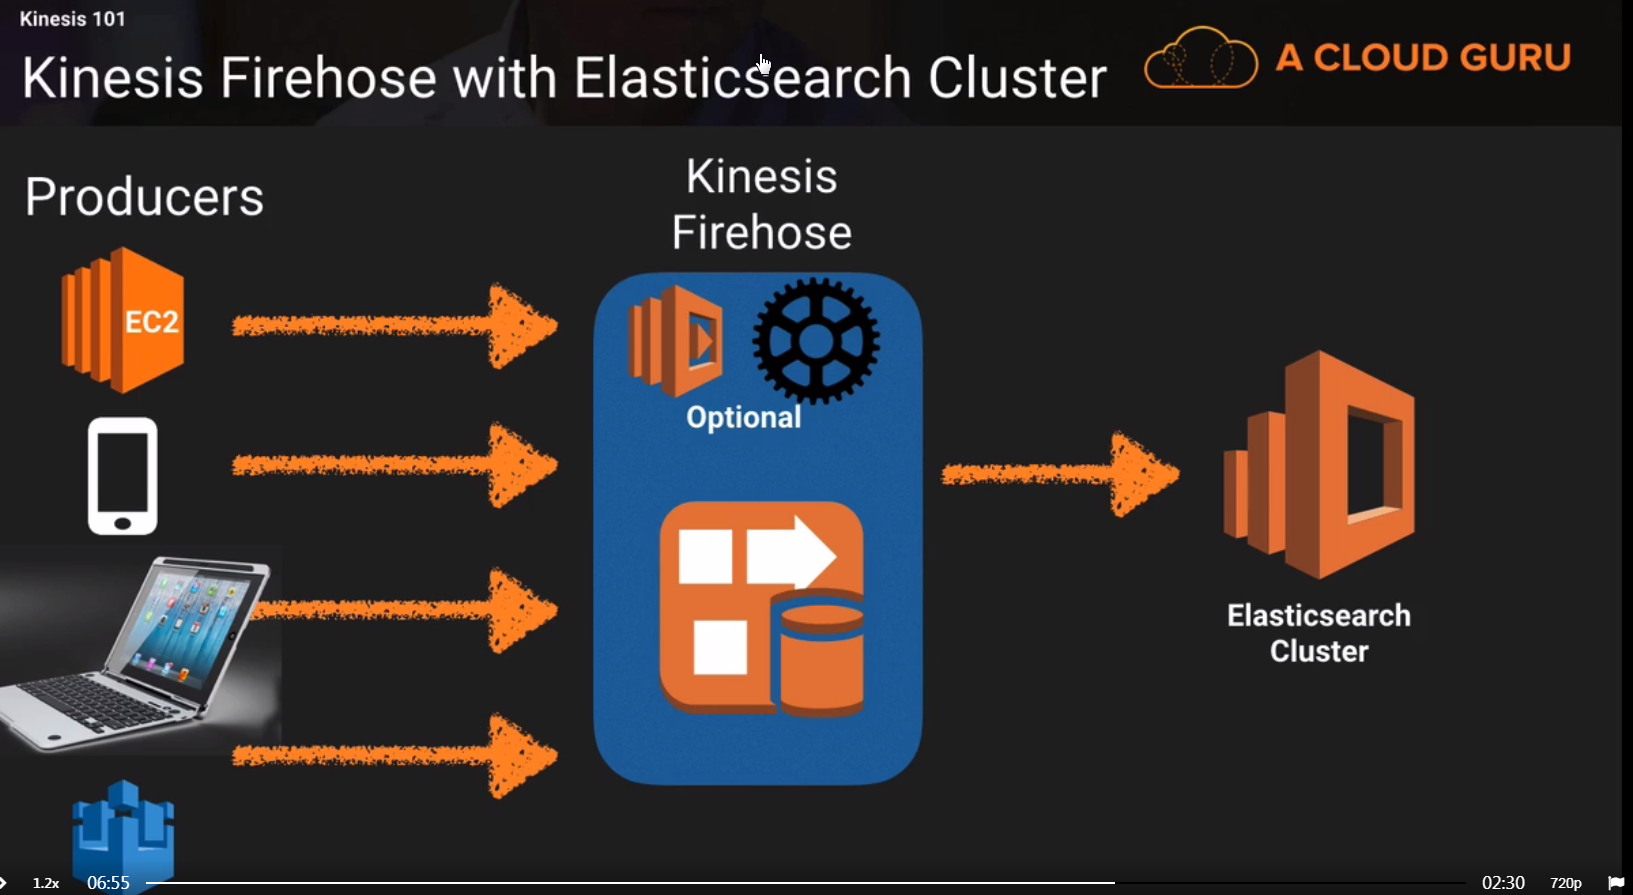 Kinesis 101
Kinesis Firehose with Elasticsearch Cluster
A CLOUD GURU
Producers
Kinesis
Firehose
EC2
Optional
Elasticsearch
Cluster
1.2x
06:55
02:30
720p